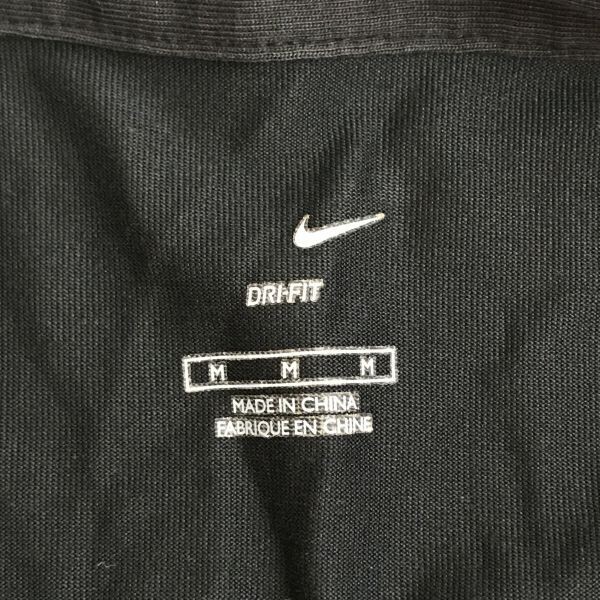 DRI-FIT
M M M
MADE IN CHINA
FABRIQUE EN CHINE